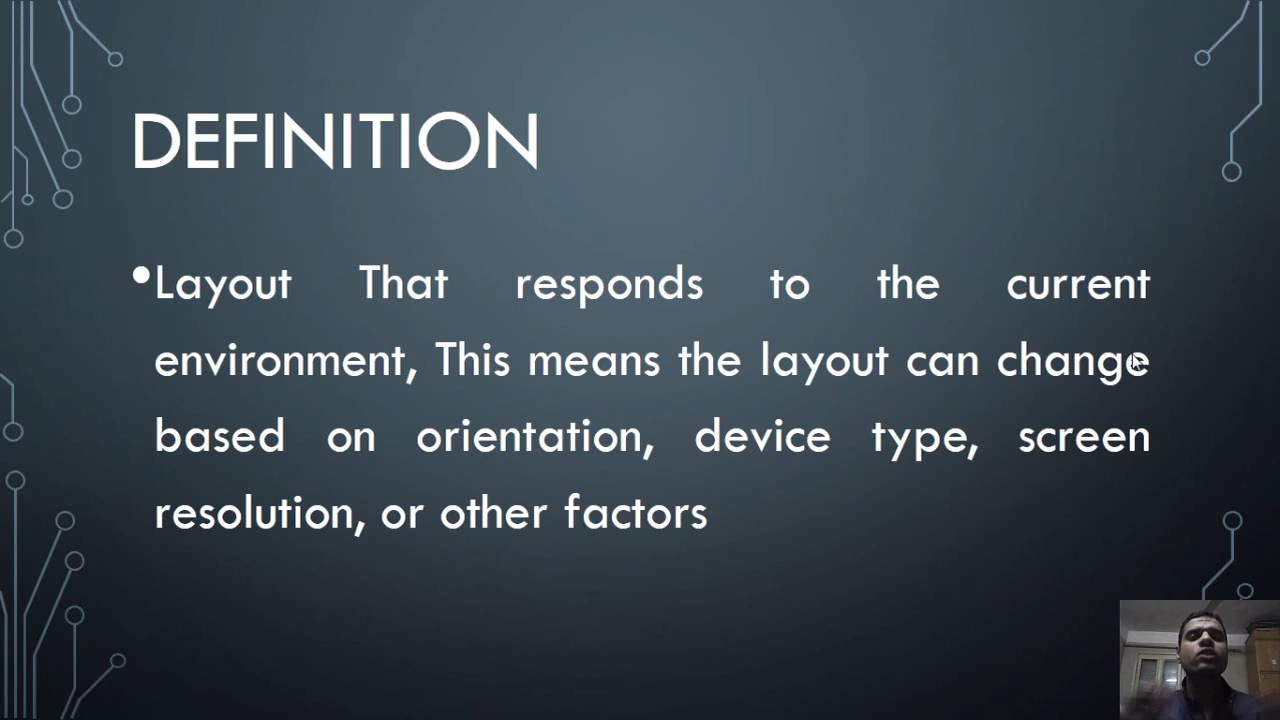 DEFINITION
•Layout That responds to the current
environment, This means the layout can change
based on orientation, device type, screen
resolution, or other factors